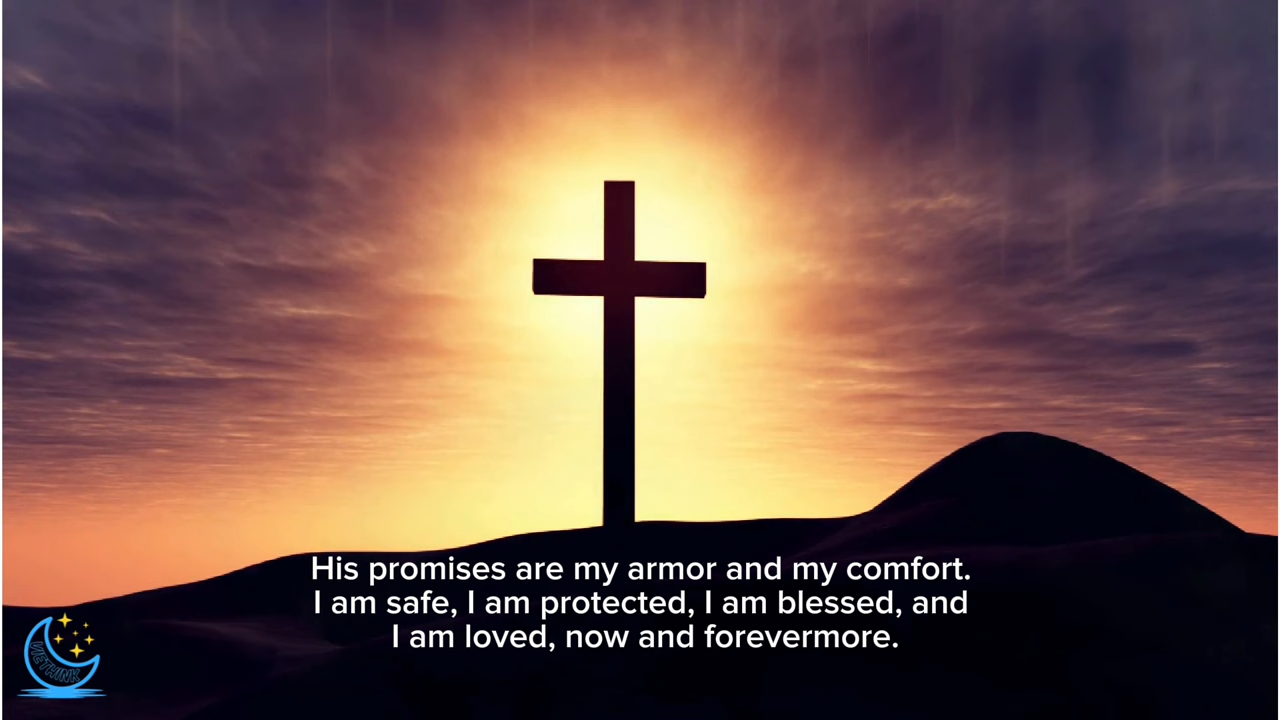 His promises are my armor and my comfort.
I am safe, I am protected, I am blessed, and
I am loved, now and forevermore.